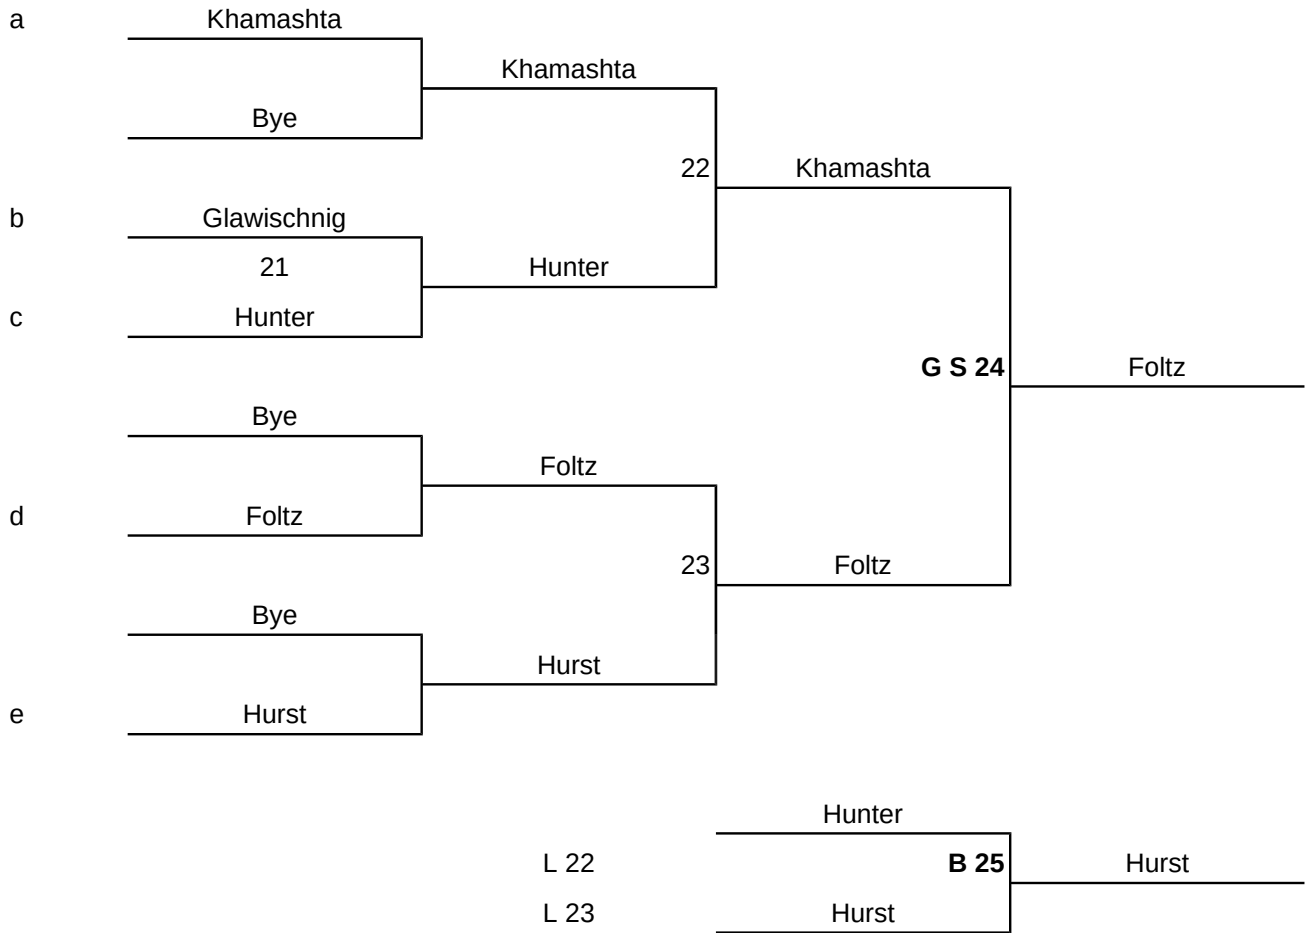 a Khamashta
Khamashta
Bye
22 Khamashta
b Glawischnig
21 Hunter
c Hunter
G S 24 Foltz
Bye
Foltz
d Foltz
23 Foltz
Bye
Hurst
e Hurst
Hunter
L 22 B 25 Hurst
L 23 Hurst